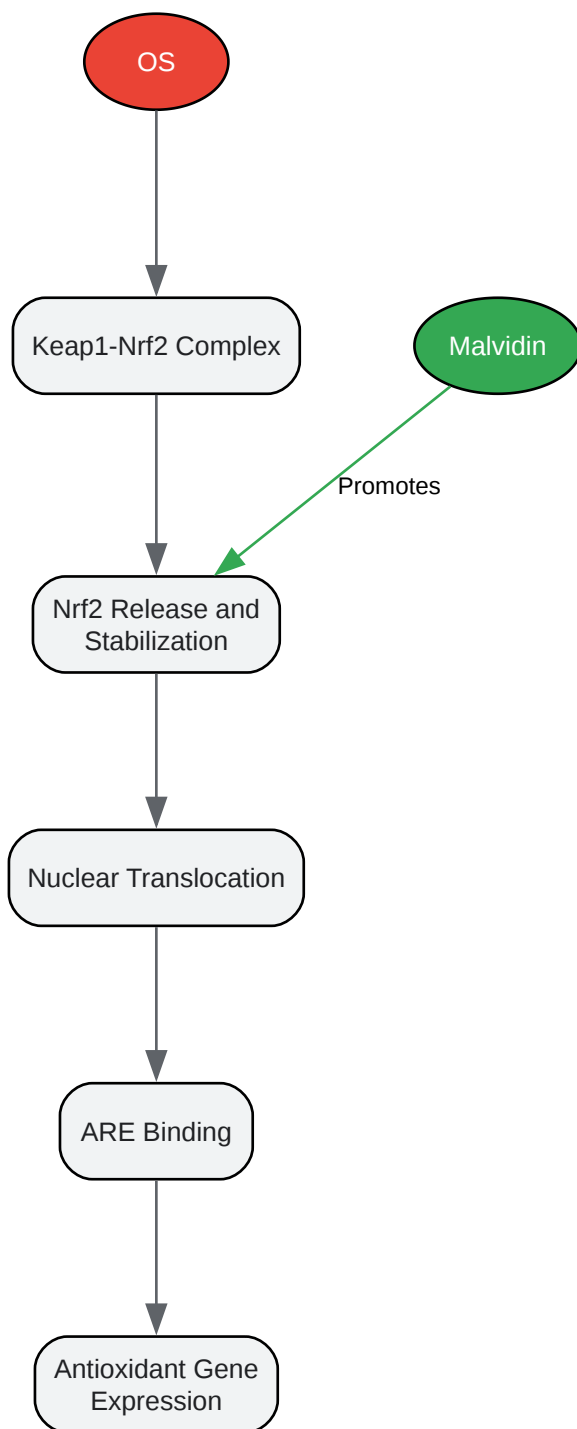 OS
Keap1-Nrf2 Complex
Malvidin
Promotes
Nrf2 Release and
Stabilization
Nuclear Translocation
ARE Binding
Antioxidant Gene
Expression